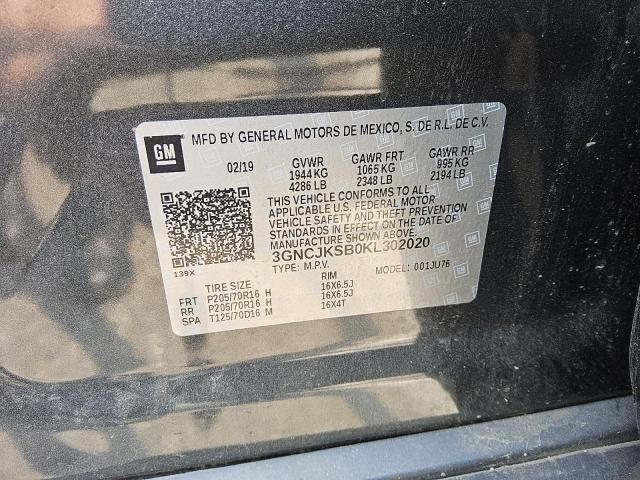 GM
MFD BY GENERAL MOTORS DE MEXICO, S. DE R.L. DE C.V.
02/19 GVWR GAWR FRT GAWR RR
1944 KG 1065 KG 995 KG
4286 LB 2348 LB 2194 LB
THIS VEHICLE CONFORMS TO ALL
APPLICABLE U.S. FEDERAL MOTOR
VEHICLE SAFETY AND THEFT PREVENTION
STANDARDS IN EFFECT ON THE DATE OF
MANUFACTURE SHOWN ABOVE.
139X 3GNCJKSB0KL302020
TYPE: M.P.V. MODEL: 001JU76
TIRE SIZE RIM
FRT P205/70R16 H 16X6.5J
RR P205/70R16 H 16X6.5J
SPA T125/70D16 M 16X4T